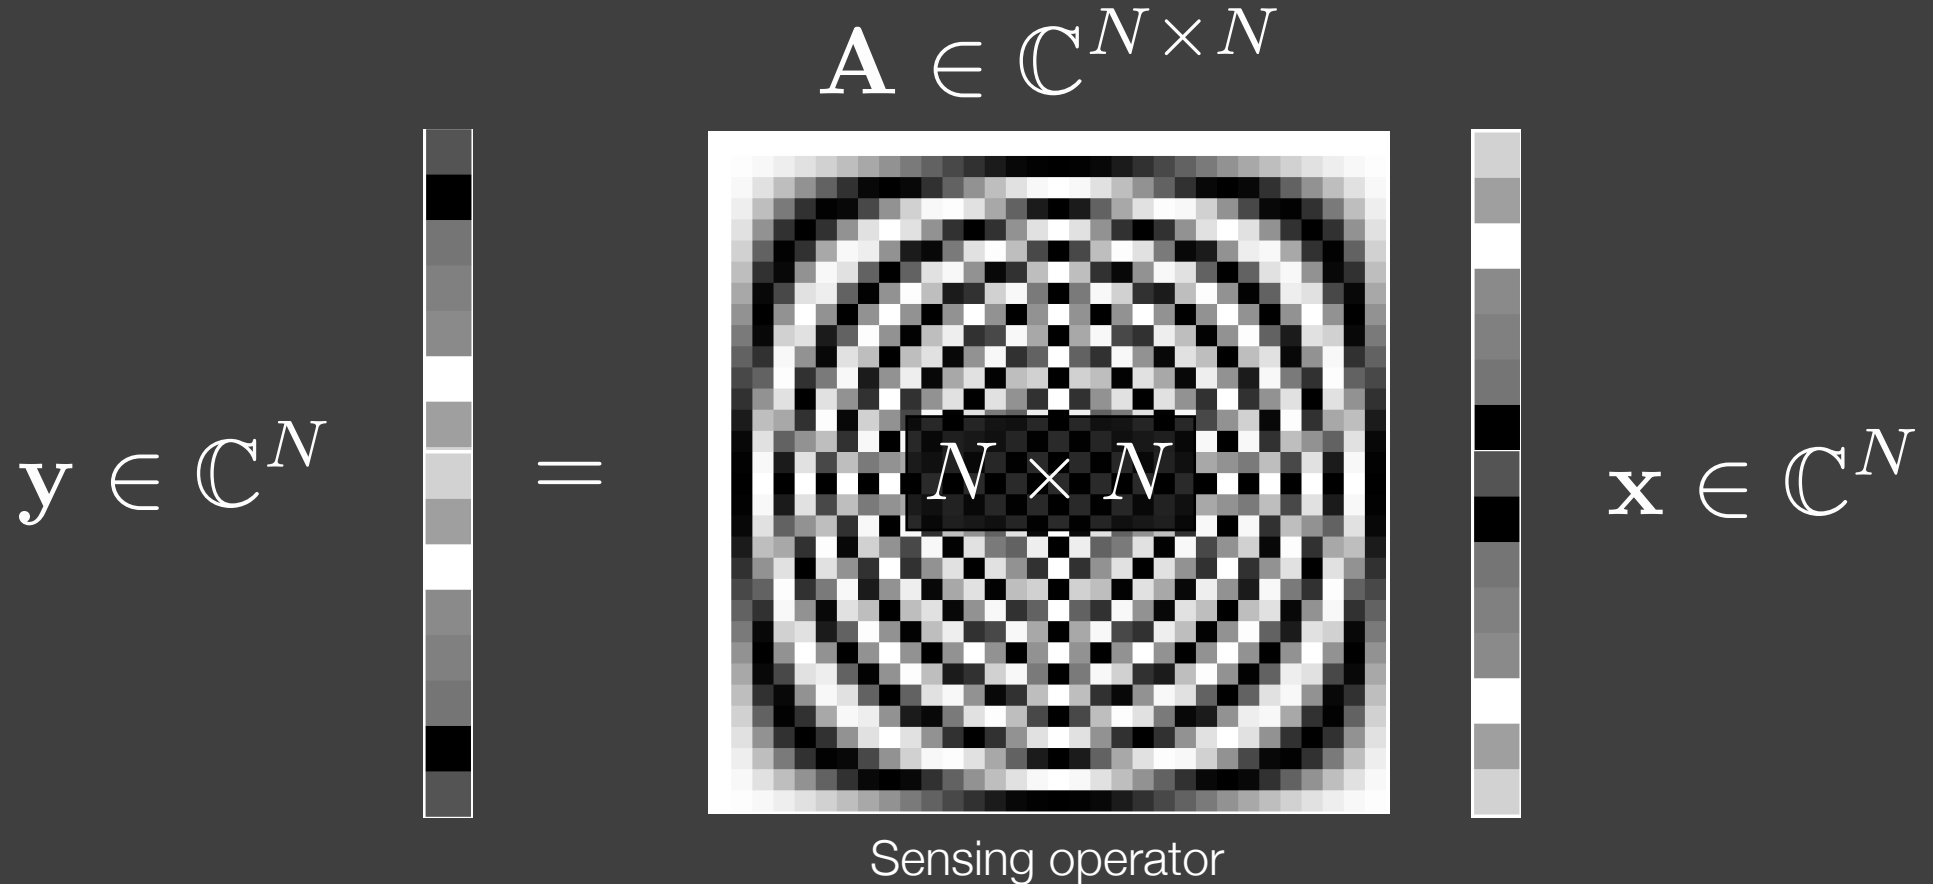 𝐀 ∈ ℂ^{N×N}
𝐲 ∈ ℂ^N
=
N × N
𝐱 ∈ ℂ^N
Sensing operator